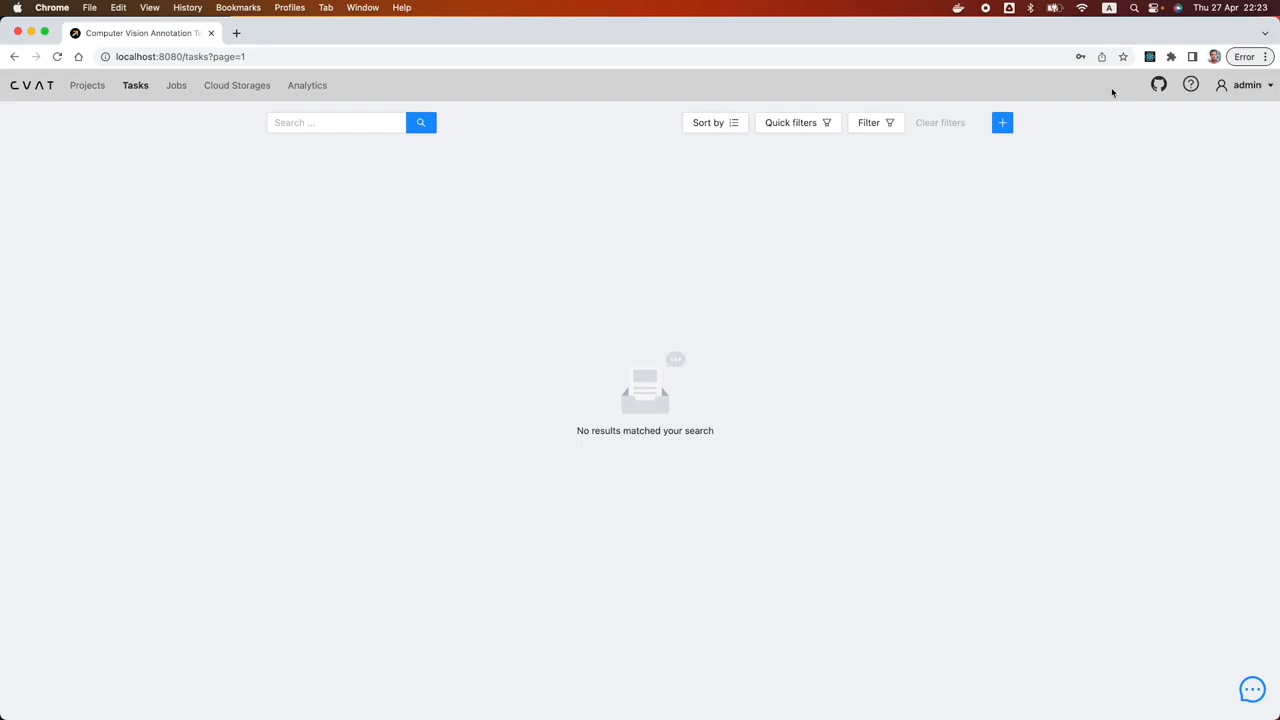 Chrome File Edit View History Bookmarks Profiles Tab Window Help A Thu 27 Apr 22:23
Computer Vision Annotation To
localhost:8080/tasks?page=1 Error
CVAT Projects Tasks Jobs Cloud Storages Analytics admin
Search ... Sort by Quick filters Filter Clear filters
No results matched your search